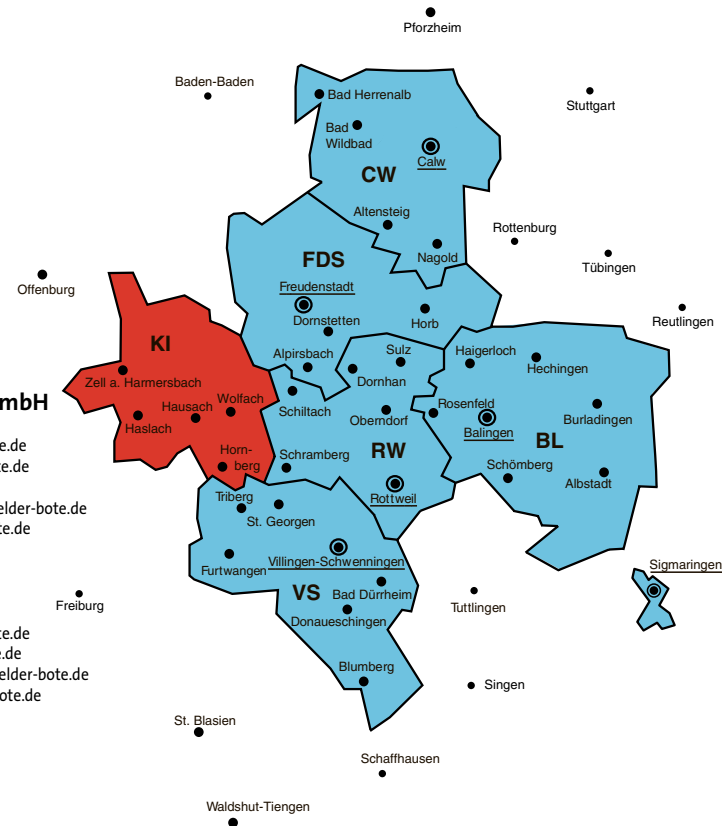 Pforzheim
Baden-Baden
Stuttgart
Bad Herrenalb
Bad
Wildbad
Calw
CW
Altensteig
Nagold
Rottenburg
Tübingen
Reutlingen
Offenburg
FDS
Freudenstadt
Dornstetten
Horb
Alpirsbach
KI
Zell a. Harmersbach
Wolfach
Hausach
Haslach
Horn-
berg
Sulz
Dornhan
Schiltach
Oberndorf
RW
Schramberg
Rottweil
Haigerloch
Hechingen
Rosenfeld
Balingen
Burladingen
BL
Schömberg
Albstadt
Sigmaringen
Triberg
St. Georgen
Furtwangen
Villingen-Schwenningen
VS
Bad Dürrheim
Donaueschingen
Blumberg
Tuttlingen
Singen
Freiburg
St. Blasien
Schaffhausen
Waldshut-Tiengen
mbH
te.de
te.de
elder-bote.de
ote.de
te.de
e.de
elder-bote.de
ote.de